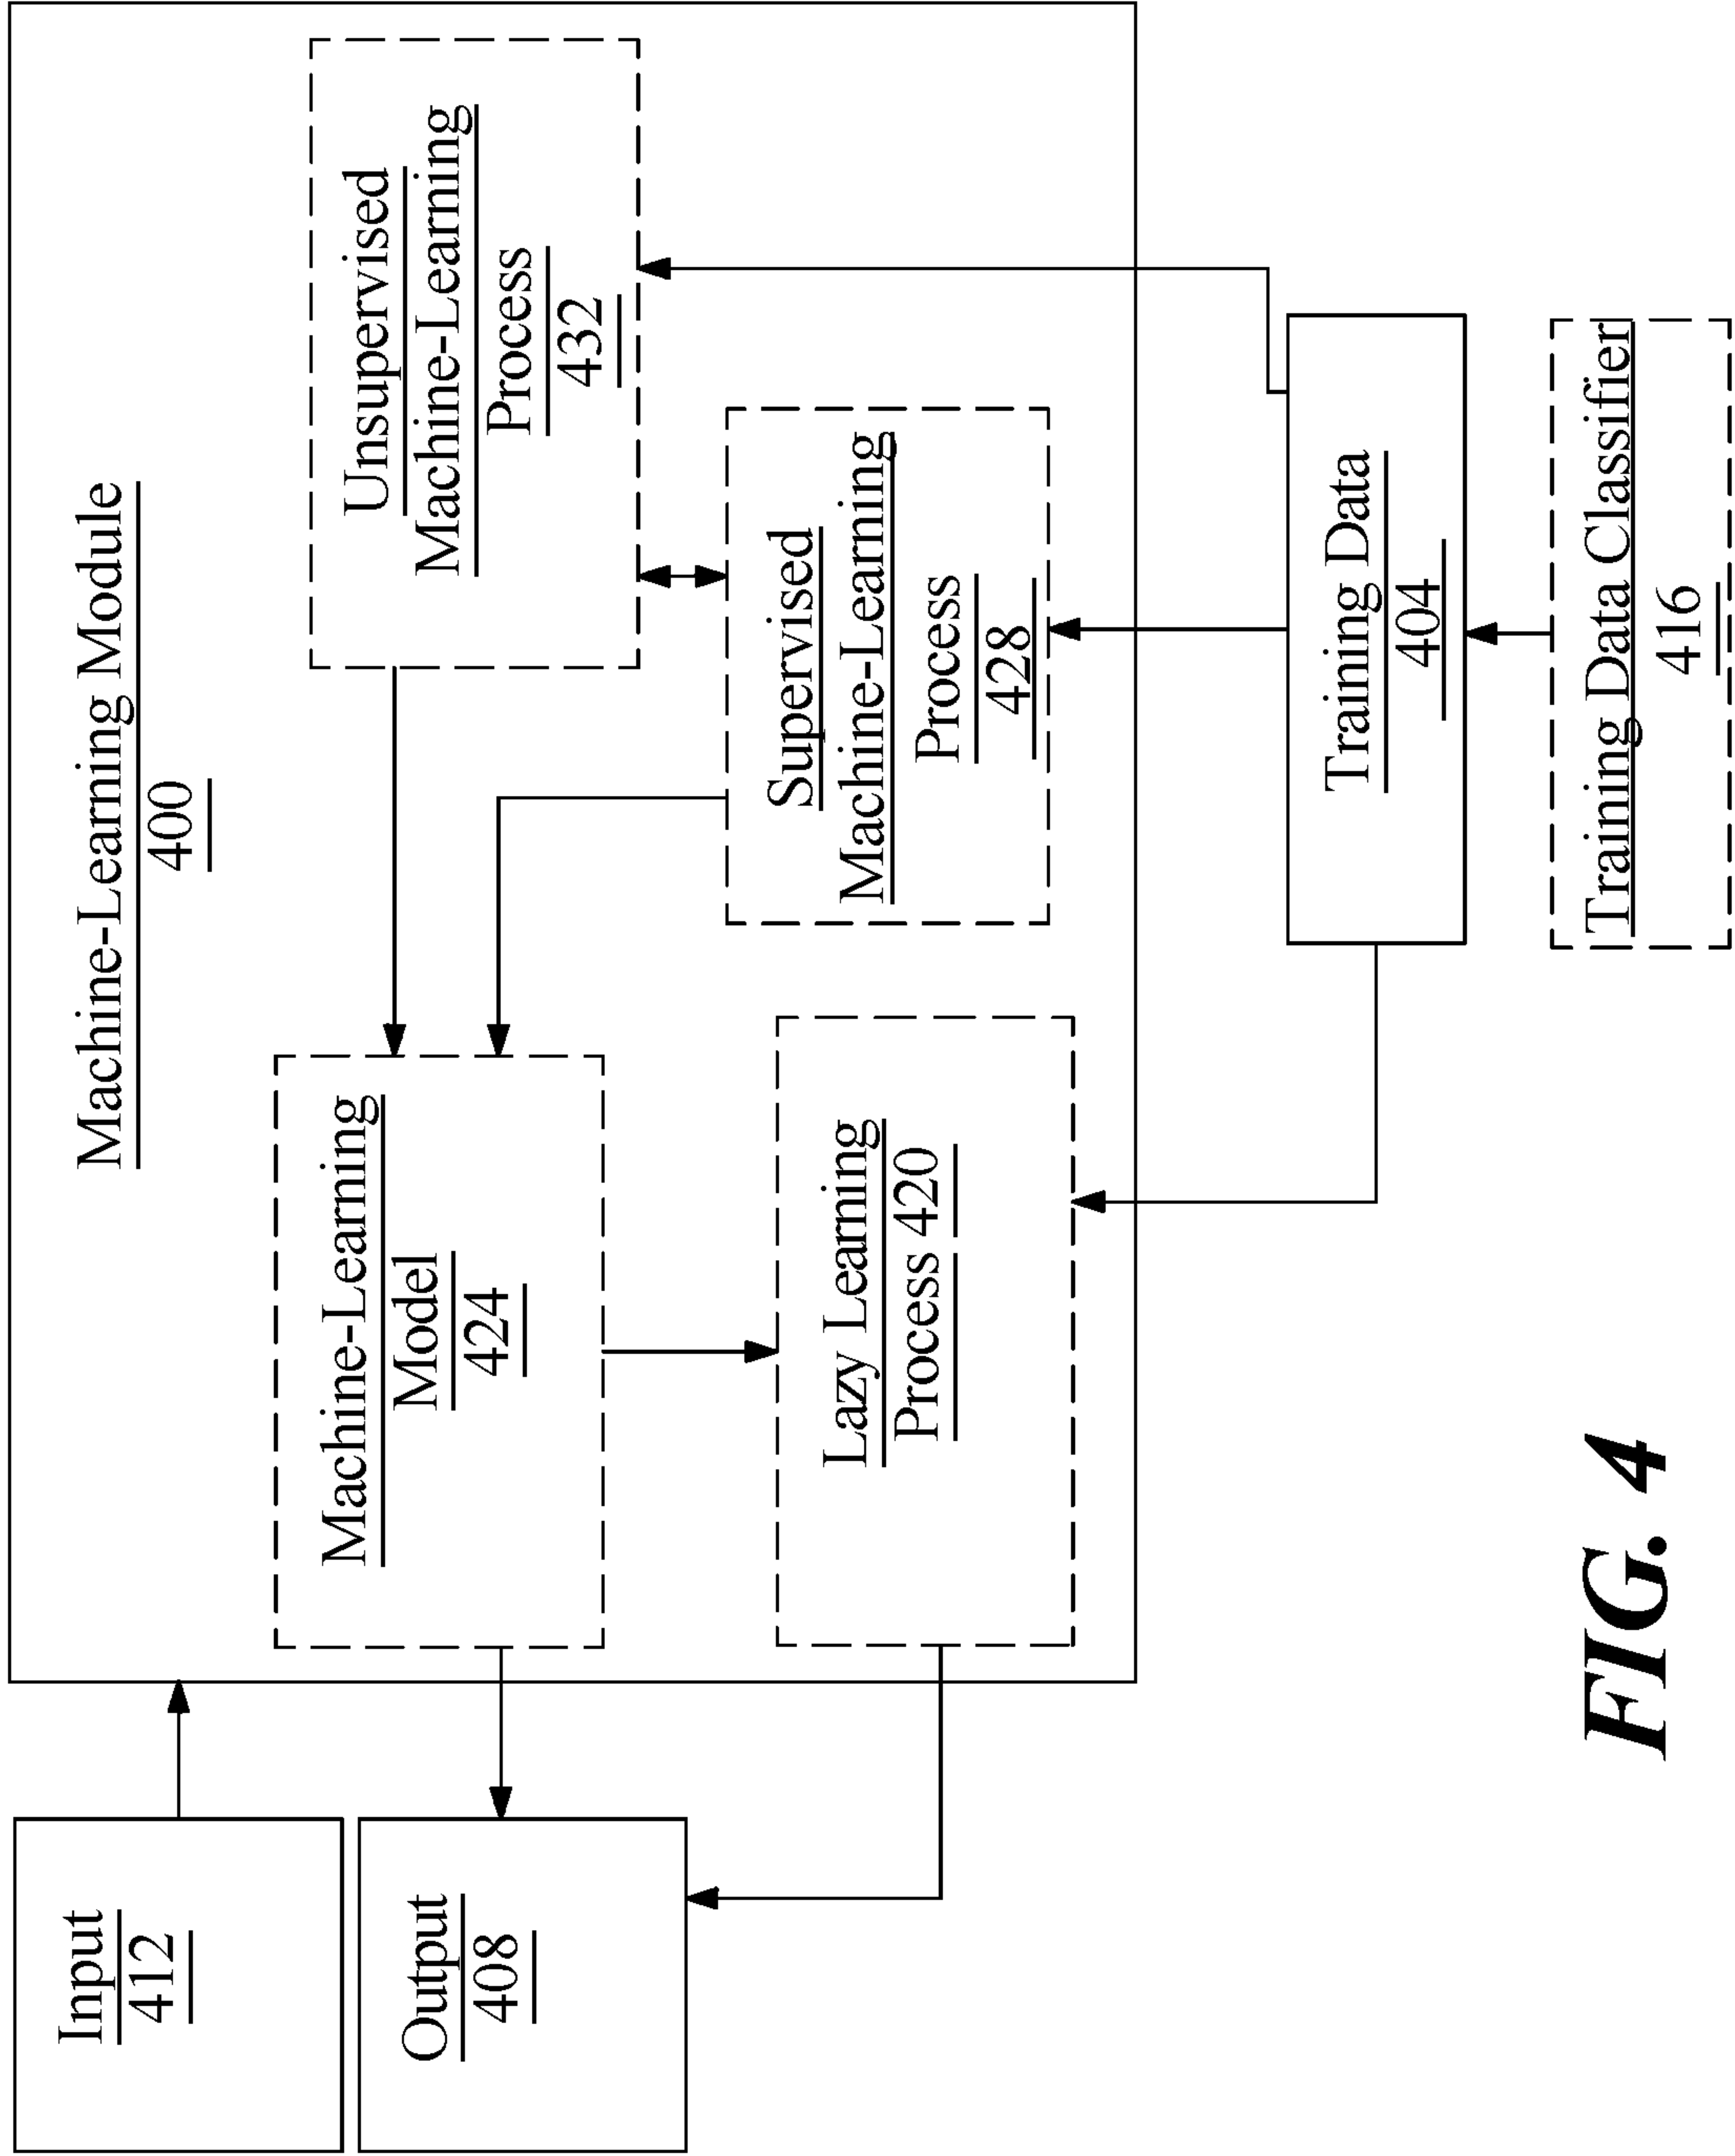 Machine-Learning Module
400
Input
412
Output
408
Machine-Learning
Model
424
Unsupervised
Machine-Learning
Process
432
Lazy Learning
Process 420
Supervised
Machine-Learning
Process
428
Training Data
404
Training Data Classifier
416
FIG. 4